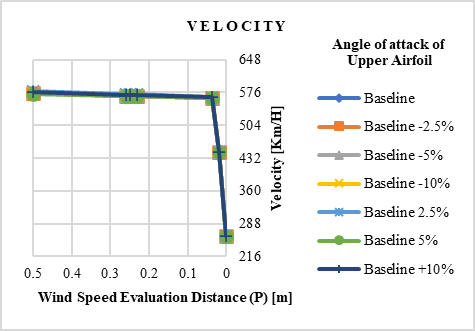 VELOCITY
Angle of attack of
Upper Airfoil
Baseline
Baseline -2.5%
Baseline -5%
Baseline -10%
Baseline 2.5%
Baseline 5%
Baseline +10%
648
576
504
432
360
288
216
Velocity [Km/H]
0.5 0.4 0.3 0.2 0.1 0
Wind Speed Evaluation Distance (P) [m]